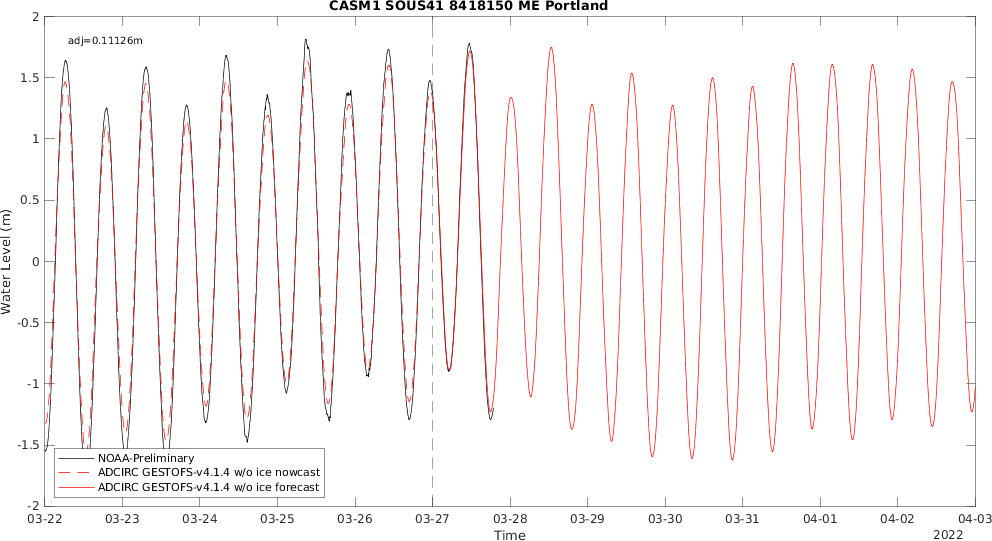 CASM1 SOUS41 8418150 ME Portland
adj=0.11126m
2
1.5
1
0.5
0
-0.5
-1
-1.5
-2
Water Level (m)
NOAA-Preliminary
ADCIRC GESTOFS-v4.1.4 w/o ice nowcast
ADCIRC GESTOFS-v4.1.4 w/o ice forecast
03-22 03-23 03-24 03-25 03-26 03-27 03-28 03-29 03-30 03-31 04-01 04-02 04-03
Time
2022